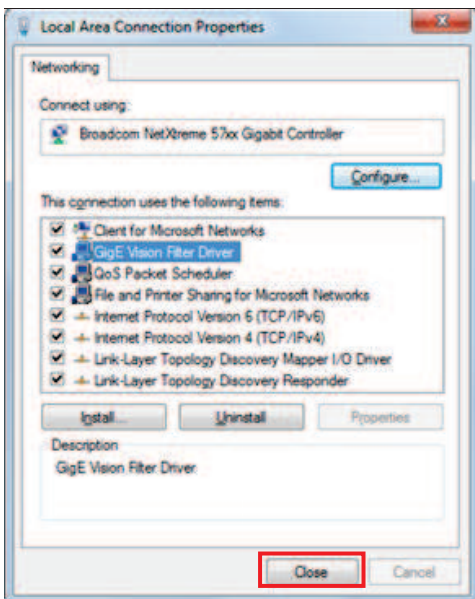 Local Area Connection Properties
Networking
Connect using:
Broadcom NetXtreme 57xx Gigabit Controller
Configure...
This connection uses the following items:
Client for Microsoft Networks
GigE Vision Filter Driver
QoS Packet Scheduler
File and Printer Sharing for Microsoft Networks
Internet Protocol Version 6 (TCP/IPv6)
Internet Protocol Version 4 (TCP/IPv4)
Link-Layer Topology Discovery Mapper I/O Driver
Link-Layer Topology Discovery Responder
Install... Uninstall Properties
Description
GigE Vision Filter Driver
Close Cancel